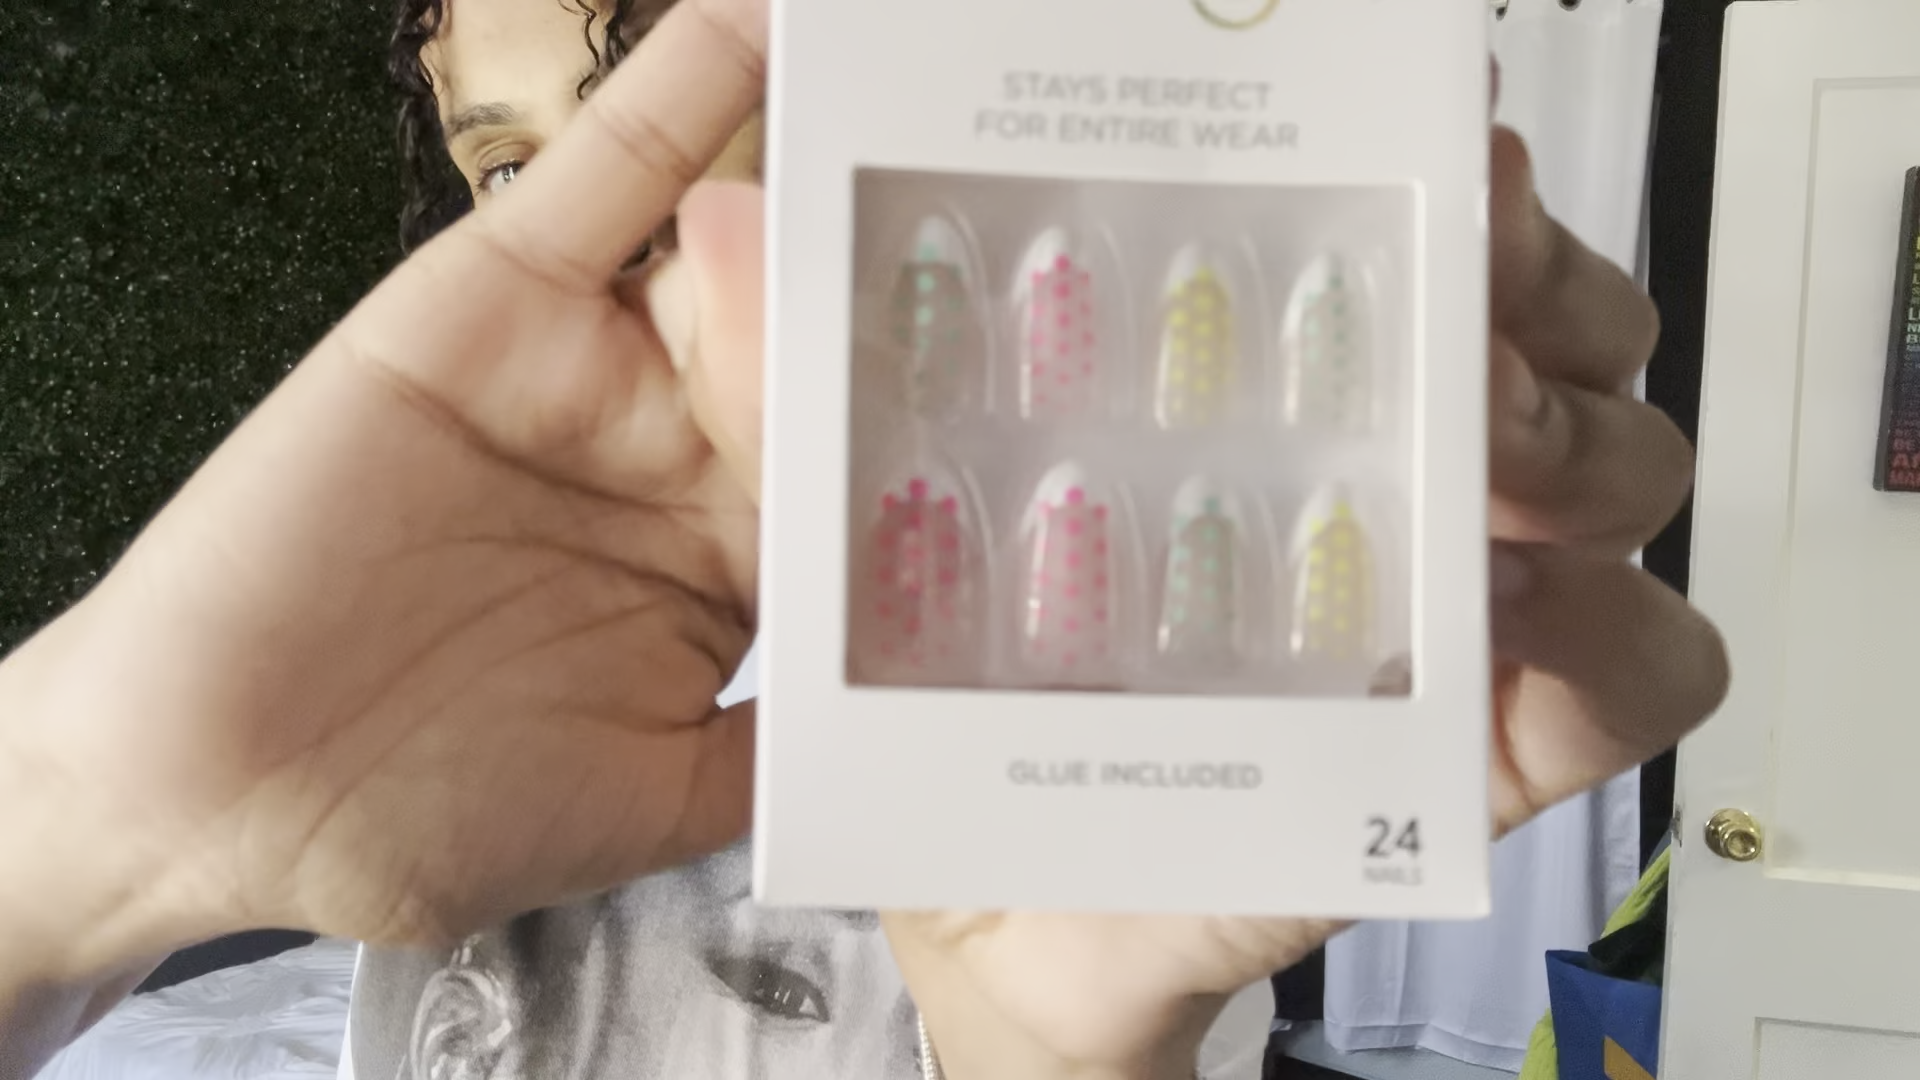 STAYS PERFECT
FOR ENTIRE WEAR
GLUE INCLUDED
24
NAILS